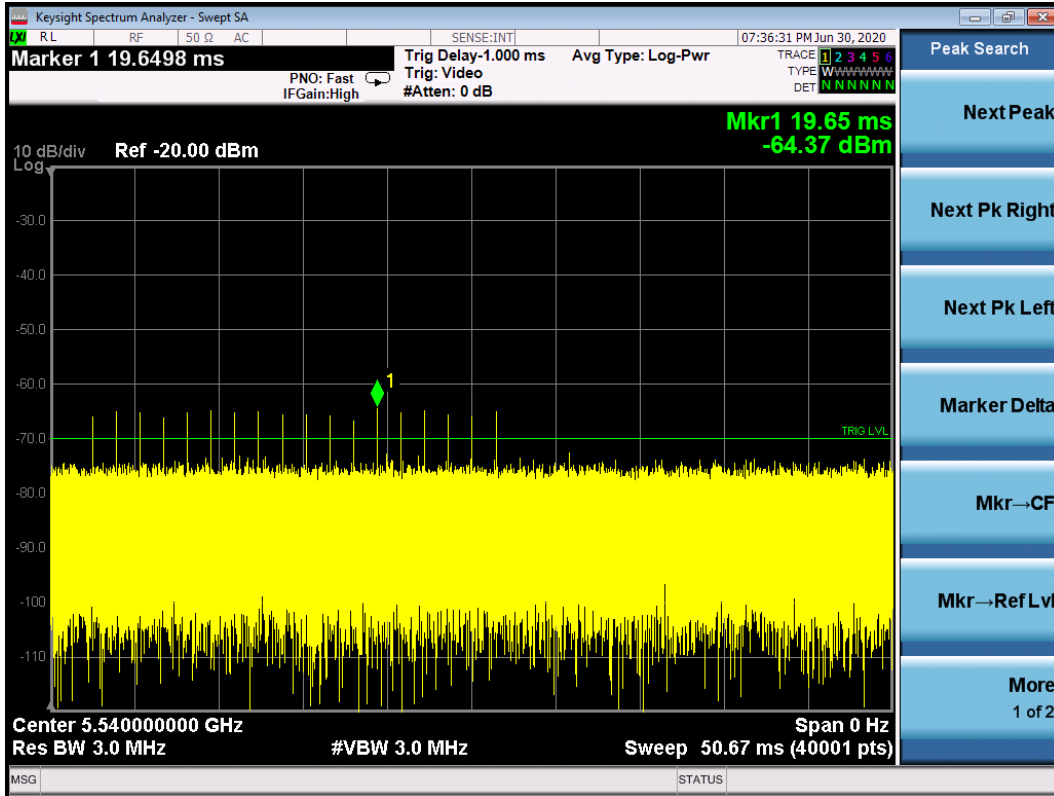 Keysight Spectrum Analyzer - Swept SA
LXI RL RF 50 Ω AC SENSE:INT 07:36:31 PM Jun 30, 2020
Marker 1 19.6498 ms
Trig Delay-1.000 ms
Avg Type: Log-Pwr
TRACE 1 2 3 4 5 6
PNO: Fast
Trig: Video
TYPE WWWWWW
IFGain:High
#Atten: 0 dB
DET N N N N N N
Peak Search
Mkr1 19.65 ms
-64.37 dBm
10 dB/div Ref -20.00 dBm
Log
-30.0
-40.0
-50.0
-60.0
1
-70.0
TRIG LVL
-80.0
-90.0
-100
-110
Center 5.540000000 GHz
Span 0 Hz
Res BW 3.0 MHz
#VBW 3.0 MHz
Sweep 50.67 ms (40001 pts)
MSG
STATUS
Next Peak
Next Pk Right
Next Pk Left
Marker Delta
Mkr→CF
Mkr→Ref Lvl
More
1 of 2